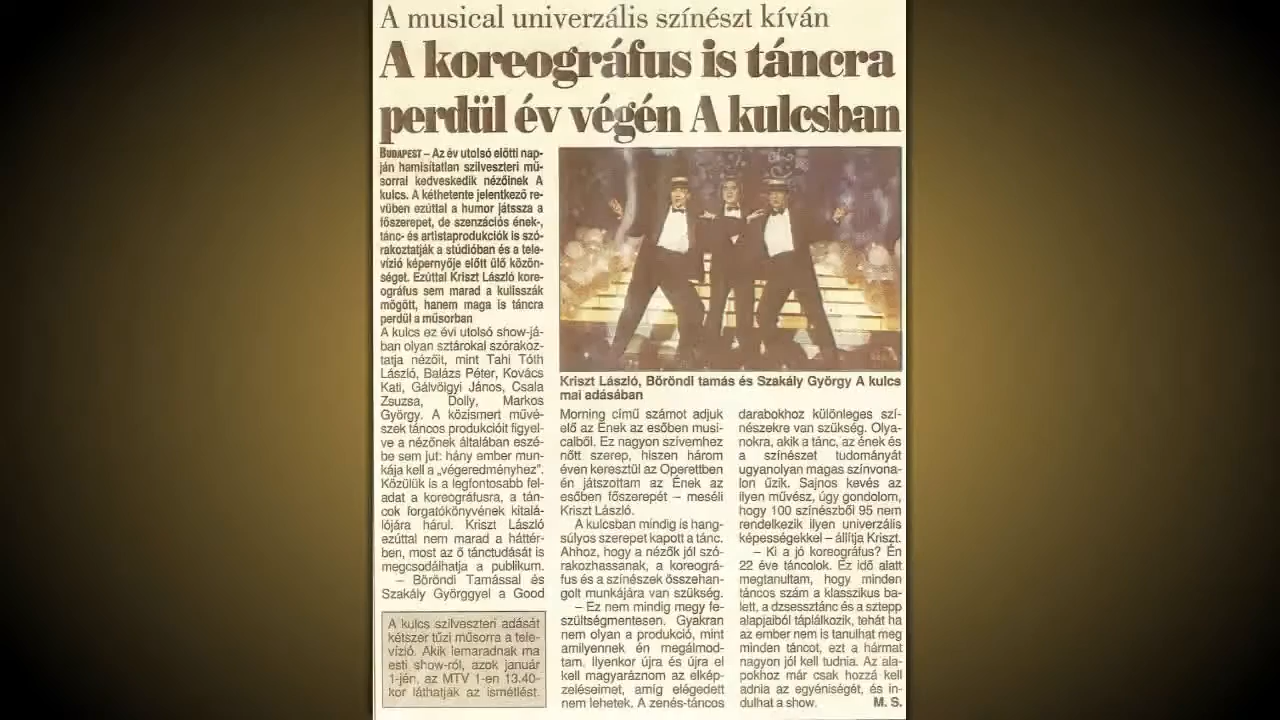 A musical univerzális színészt kíván
A koreográfus is táncra
perdül év végén A kulcsban
BUDAPEST – Az év utolsó előtti nap-
ján hamisítatlan szilveszteri mű-
sorral kedveskedik nézőinek A
kulcs. A kéthetente jelentkező re-
vüben ezúttal a humor játssza a
főszerepet, de szenzációs ének-,
tánc- és artistaprodukciók is szó-
rakoztatják a stúdióban és a tele-
vízió képernyője előtt ülő közön-
séget. Ezúttal Kriszt László kore-
ográfus sem marad a kulisszák
mögött, hanem maga is táncra
perdül a műsorban
A kulcs ez évi utolsó show-já-
ban olyan sztárokal szórakoz-
tatja nézőit, mint Tahi Tóth
László, Balázs Péter, Kovács
Kati, Gálvölgyi János, Csala
Zsuzsa, Dolly, Markos
György. A közismert művé-
szek táncos produkcióit figyel-
ve a nézőnek általában eszé-
be sem jut: hány ember mun-
kája kell a „végeredményhez”.
Közülük is a legfontosabb fel-
adat a koreográfusra, a tán-
cok forgatókönyvének kitalá-
lójára hárul. Kriszt László
ezúttal nem marad a háttér-
ben, most az ő tánctudását is
megcsodálhatja a publikum.
– Böröndi Tamással és
Szakály Györggyel a Good
A kulcs szilveszteri adását
kétszer tűzi műsorra a tele-
vízió. Akik lemaradnak ma
esti show-ról, azok január
1-jén, az MTV 1-en 13.40-
kor láthatják az ismétlést.
Kriszt László, Böröndi tamás és Szakály György A kulcs
mai adásában
Morning című számot adjuk
elő az Ének az esőben musi-
calből. Ez nagyon szívemhez
nőtt szerep, hiszen három
éven keresztül az Operettben
én játszottam az Ének az
esőben főszerepét – meséli
Kriszt László.
A kulcsban mindig is hang-
súlyos szerepet kapott a tánc.
Ahhoz, hogy a nézők jól szó-
rakozhassanak, a koreográ-
fus és a színészek összehan-
golt munkájára van szükség.
– Ez nem mindig megy fe-
szültségmentesen. Gyakran
nem olyan a produkció, mint
amilyennek én megálmod-
tam. Ilyenkor újra és újra el
kell magyaráznom az elkép-
zeléseimet, amíg elégedett
nem lehetek. A zenés-táncos
darabokhoz különleges szí-
nészekre van szükség. Olya-
nokra, akik a tánc, az ének és
a színészet tudományát
ugyanolyan magas színvona-
lon űzik. Sajnos kevés az
ilyen művész, úgy gondolom,
hogy 100 színészből 95 nem
rendelkezik ilyen univerzális
képességekkel – állítja Kriszt.
– Ki a jó koreográfus? Én
22 éve táncolok. Ez idő alatt
megtanultam, hogy minden
táncos szám a klasszikus ba-
lett, a dzsessztánc és a sztepp
alapjaiból táplálkozik, tehát ha
az ember nem is tanulhat meg
minden táncot, ezt a hármat
nagyon jól kell tudnia. Az ala-
pokhoz már csak hozzá kell
adnia az egyéniségét, és in-
dulhat a show. M. S.